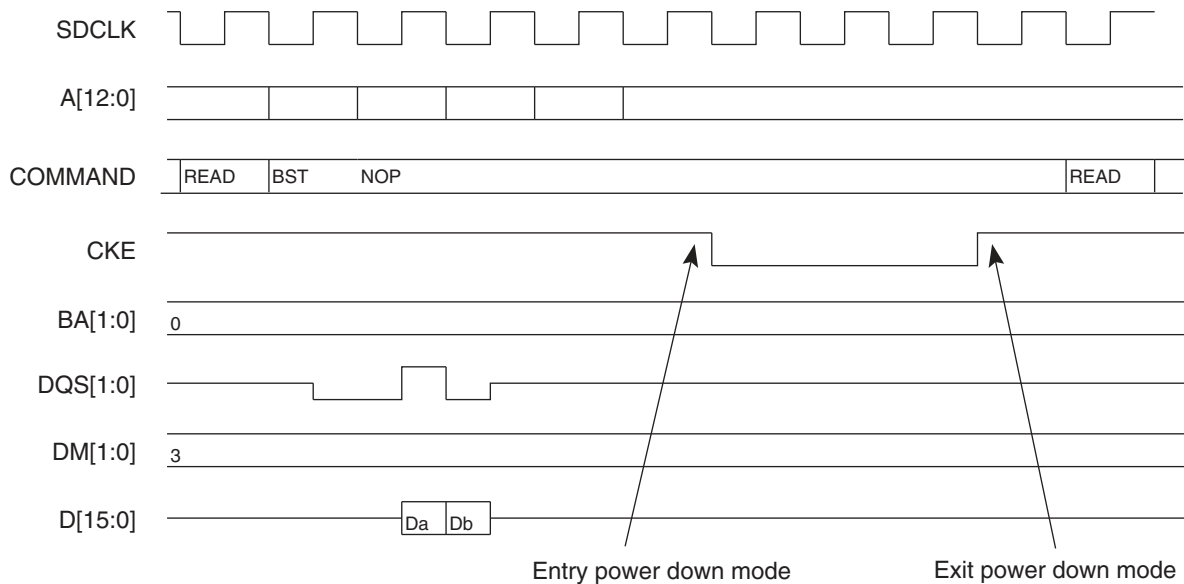 SDCLK
A[12:0]
COMMAND READ BST NOP READ
CKE
BA[1:0] 0
DQS[1:0]
DM[1:0] 3
D[15:0] Da Db
Entry power down mode Exit power down mode